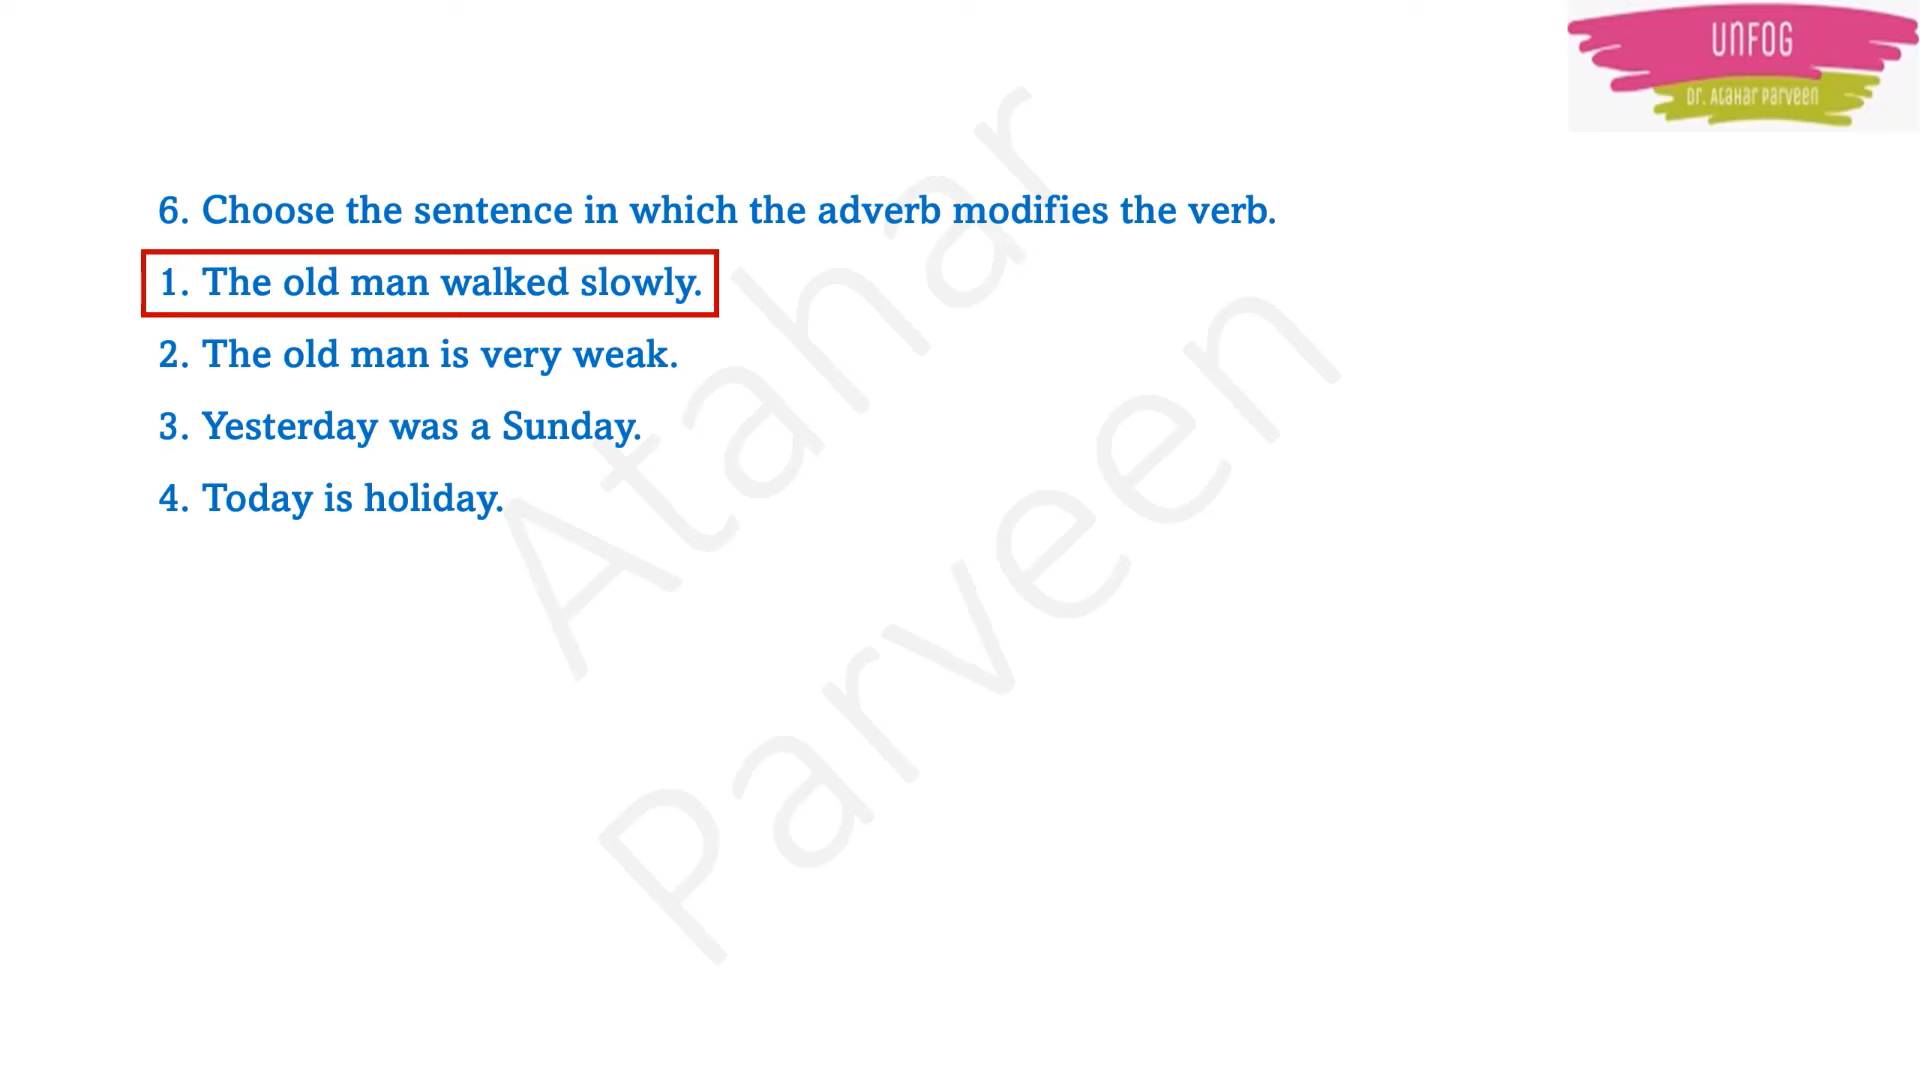 UNFOG
Dr. Atahar Parveen
6. Choose the sentence in which the adverb modifies the verb.
1. The old man walked slowly.
2. The old man is very weak.
3. Yesterday was a Sunday.
4. Today is holiday.
Atahar
Parveen